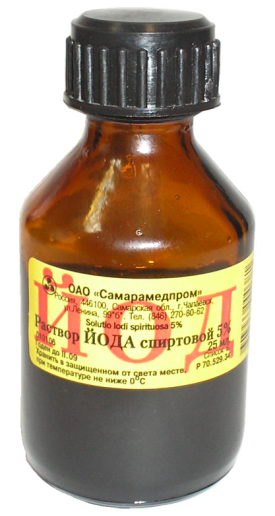 ОАО «Самарамедпром»
Россия, 446100, Самарская обл., г.Чапаевск,
ул.Ленина, 99"б". Тел. (846) 270-80-62
Solutio Iodi spirituosa 5%
ЙОД
Раствор ЙОДА спиртовой 5%
25 мл
Годен до II.09
Р 70.529.34
Хранить в защищенном от света месте,
при температуре не ниже 0°C